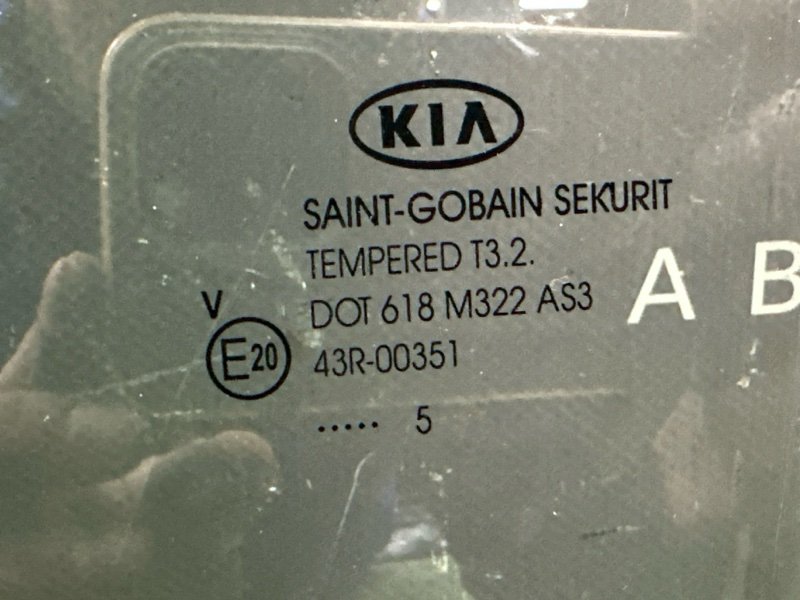 KIA
SAINT-GOBAIN SEKURIT
TEMPERED T3.2.
DOT 618 M322 AS3
A B
V
E20 43R-00351
..... 5